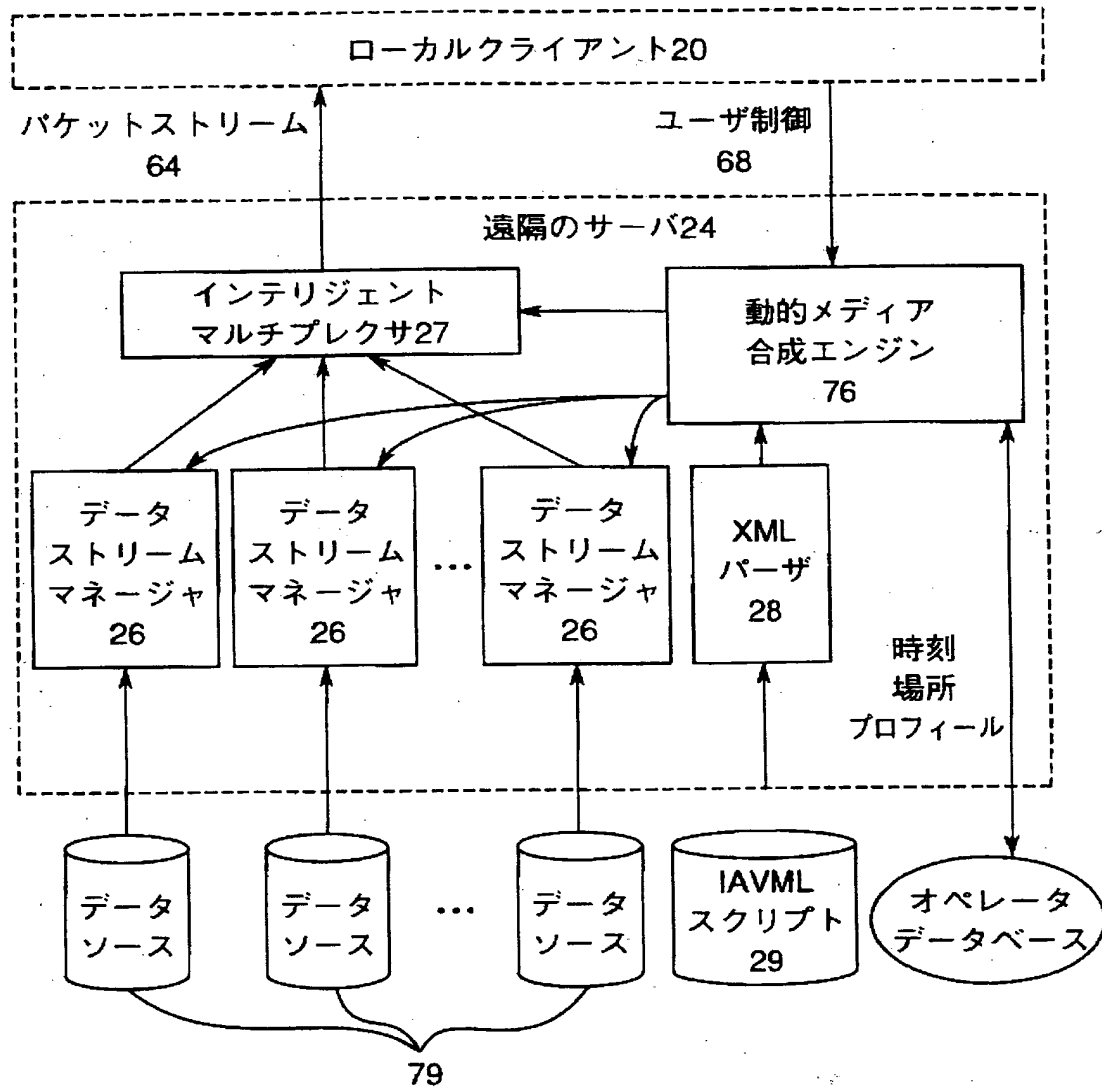 ローカルクライアント20
パケットストリーム
64
ユーザ制御
68
遠隔のサーバ24
インテリジェント
マルチプレクサ27
動的メディア
合成エンジン
76
データ
ストリーム
マネージャ
26
データ
ストリーム
マネージャ
26
...
データ
ストリーム
マネージャ
26
XML
パーザ
28
時刻
場所
プロフィール
データ
ソース
データ
ソース
...
データ
ソース
IAVML
スクリプト
29
オペレータ
データベース
79